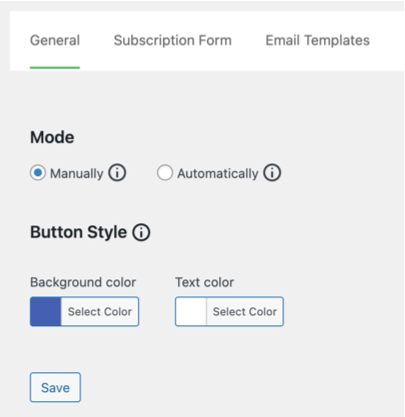 General Subscription Form Email Templates
Mode
Manually Automatically
Button Style
Background color Text color
Select Color Select Color
Save